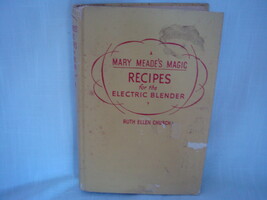 MARY MEADE'S MAGIC
RECIPES
for the
ELECTRIC BLENDER
RUTH ELLEN CHURCH